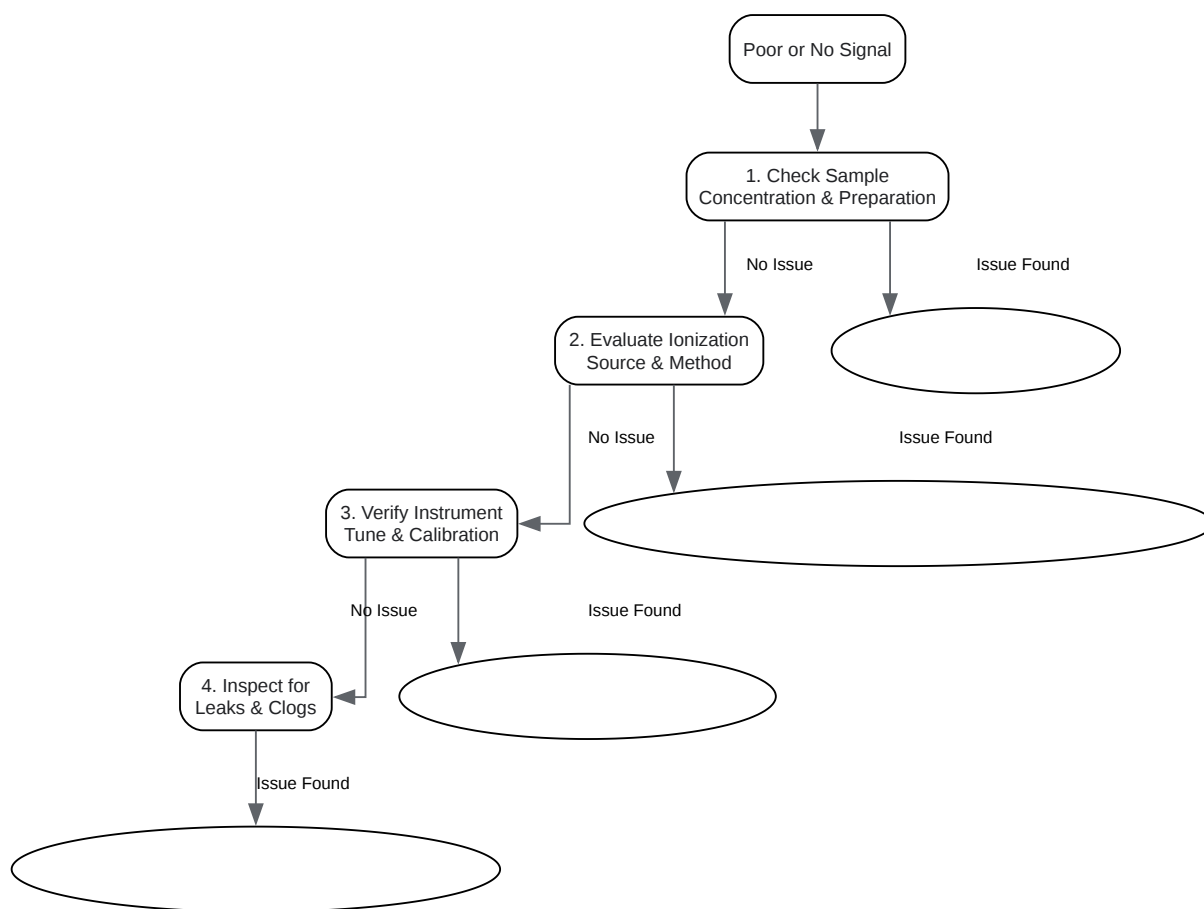 Poor or No Signal
1. Check Sample
Concentration & Preparation
No Issue
Issue Found
2. Evaluate Ionization
Source & Method
No Issue
Issue Found
3. Verify Instrument
Tune & Calibration
No Issue
Issue Found
4. Inspect for
Leaks & Clogs
Issue Found